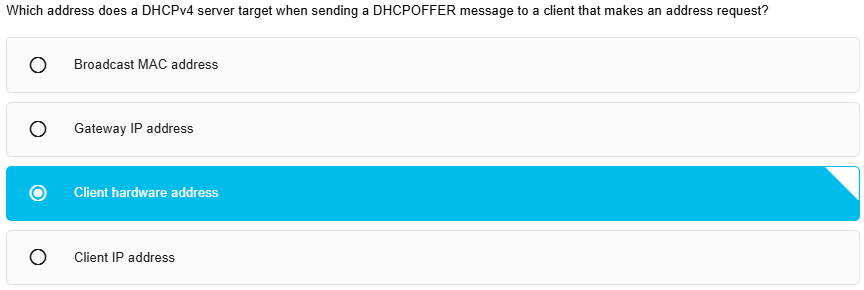 Which address does a DHCPv4 server target when sending a DHCPOFFER message to a client that makes an address request?
Broadcast MAC address
Gateway IP address
Client hardware address
Client IP address